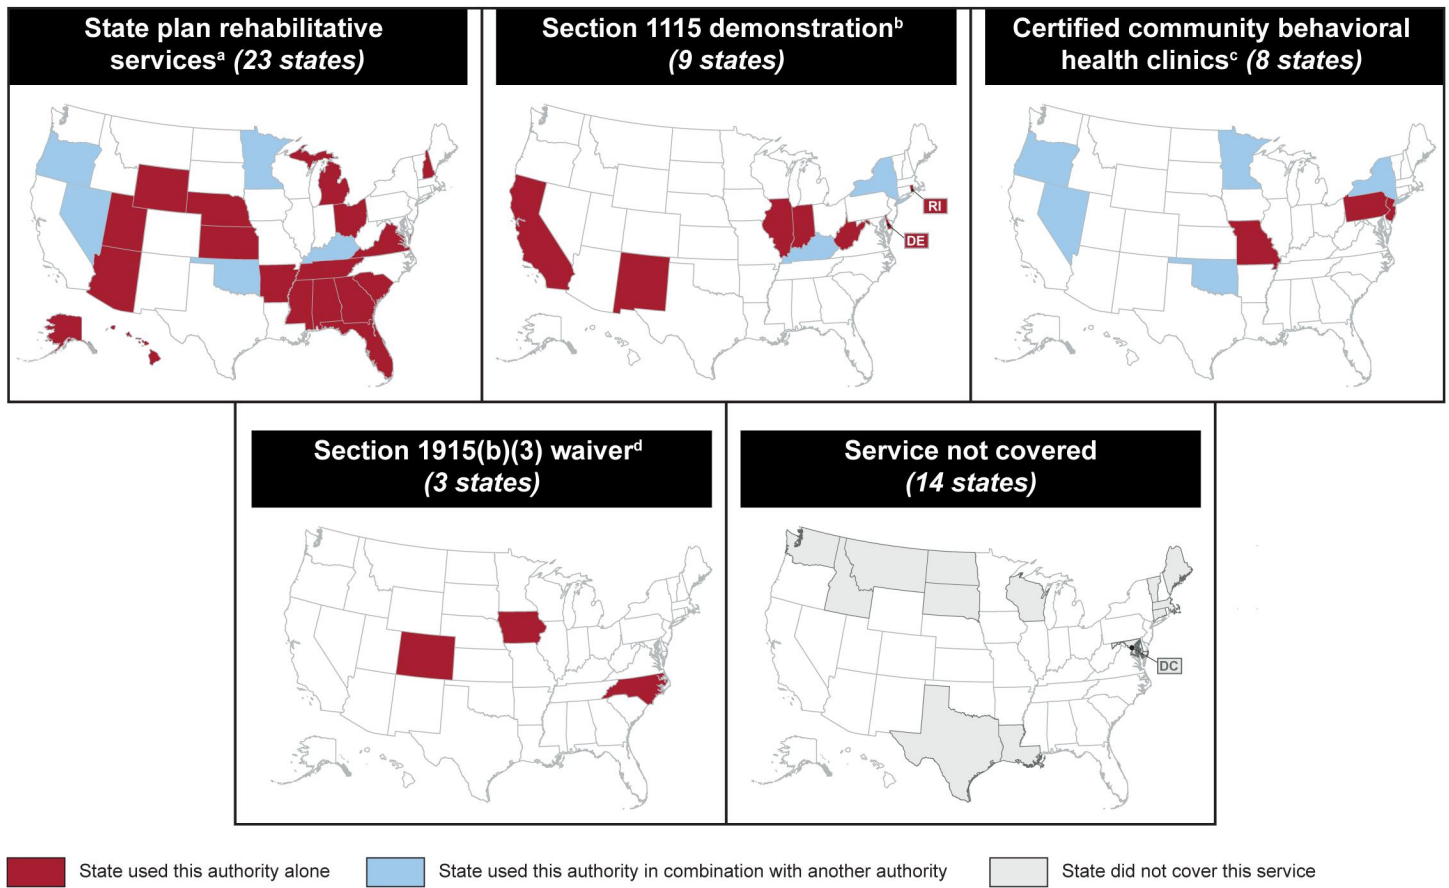 State plan rehabilitative
servicesᵃ (23 states)
Section 1115 demonstrationᵇ
(9 states)
Certified community behavioral
health clinicsᶜ (8 states)
RI
DE
Section 1915(b)(3) waiverᵈ
(3 states)
Service not covered
(14 states)
DC
State used this authority alone
State used this authority in combination with another authority
State did not cover this service